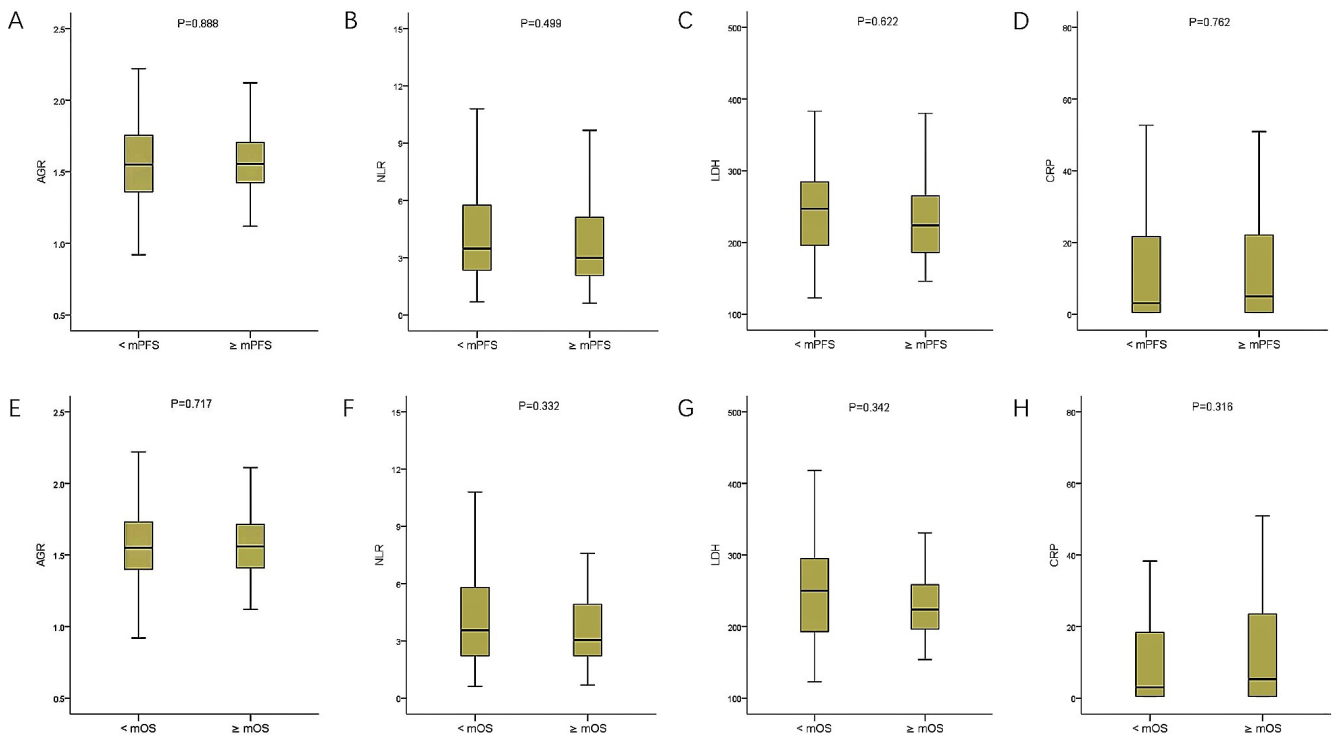 A
P=0.888
2.5
2.0
1.5
1.0
0.5
AGR
< mPFS
≥ mPFS
B
P=0.499
15
12
9
6
3
0
NLR
< mPFS
≥ mPFS
C
P=0.622
500
400
300
200
100
LDH
< mPFS
≥ mPFS
D
P=0.762
80
60
40
20
0
CRP
< mPFS
≥ mPFS
E
P=0.717
2.5
2.0
1.5
1.0
0.5
AGR
< mOS
≥ mOS
F
P=0.332
15
12
9
6
3
0
NLR
< mOS
≥ mOS
G
P=0.342
500
400
300
200
100
LDH
< mOS
≥ mOS
H
P=0.316
80
60
40
20
0
CRP
< mOS
≥ mOS